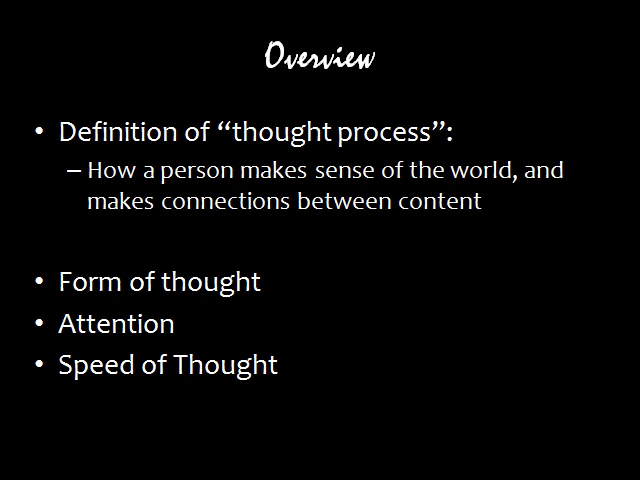 Overview
• Definition of “thought process”:
– How a person makes sense of the world, and
makes connections between content
• Form of thought
• Attention
• Speed of Thought